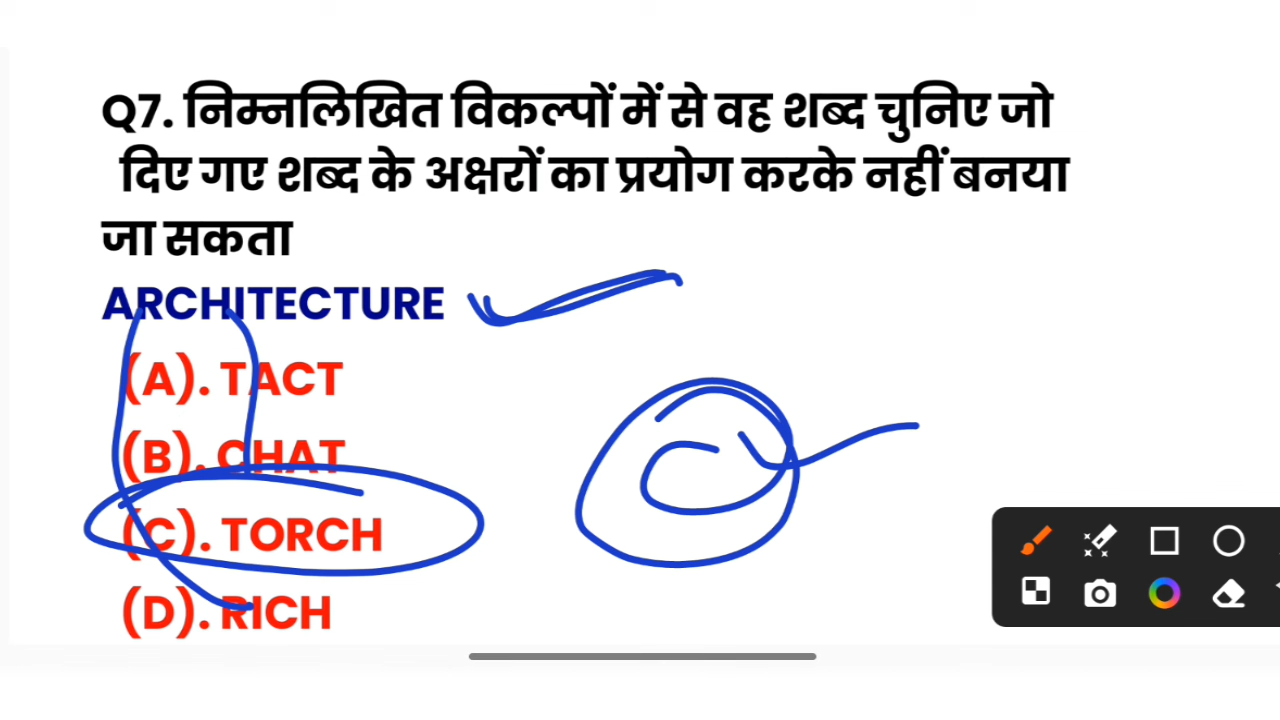 Q7. निम्नलिखित विकल्पों में से वह शब्द चुनिए जो
दिए गए शब्द के अक्षरों का प्रयोग करके नहीं बनया
जा सकता
ARCHITECTURE
(A). TACT
(B). CHAT
(C). TORCH
(D). RICH